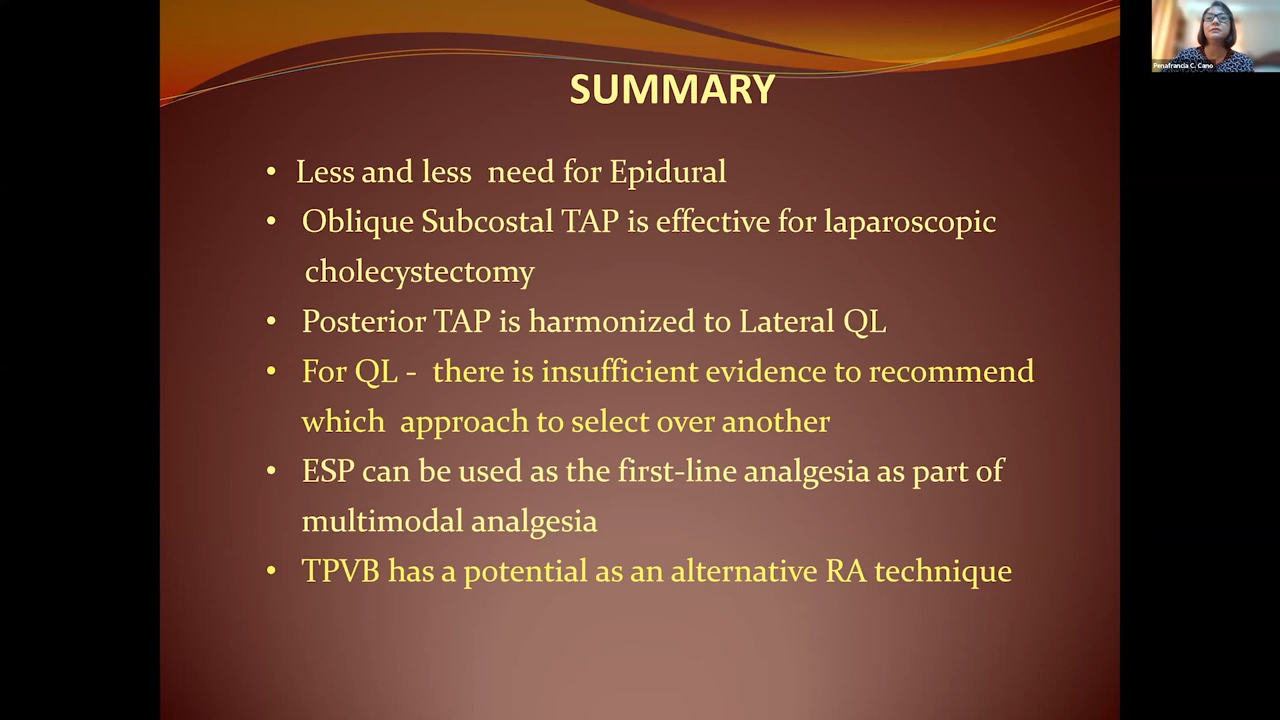 SUMMARY
• Less and less need for Epidural
• Oblique Subcostal TAP is effective for laparoscopic
cholecystectomy
• Posterior TAP is harmonized to Lateral QL
• For QL - there is insufficient evidence to recommend
which approach to select over another
• ESP can be used as the first-line analgesia as part of
multimodal analgesia
• TPVB has a potential as an alternative RA technique
Penafrancia C. Cano